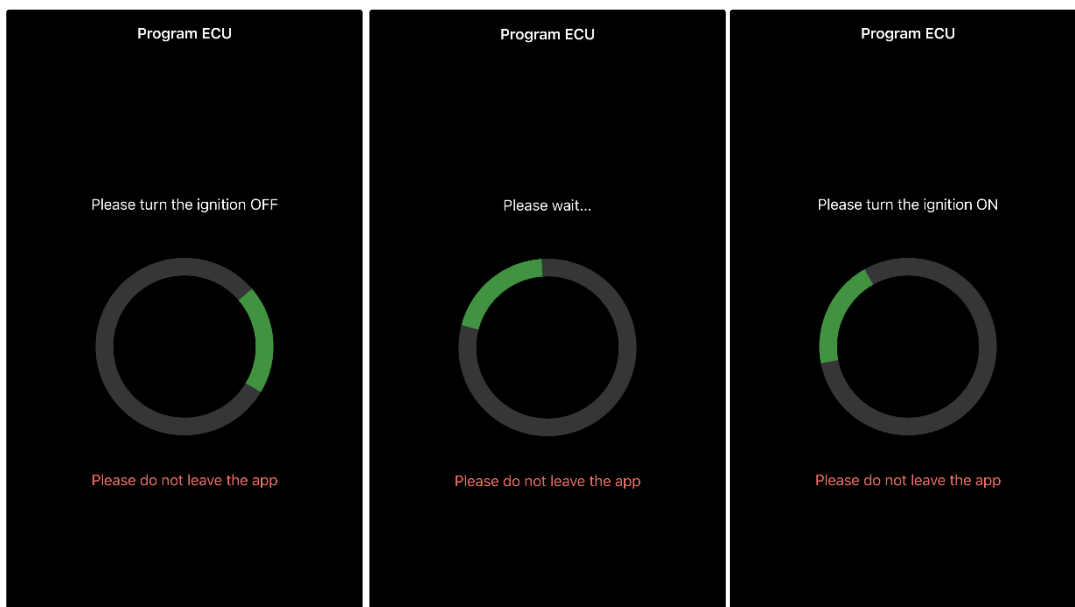 Program ECU
Please turn the ignition OFF
Please do not leave the app
Program ECU
Please wait...
Please do not leave the app
Program ECU
Please turn the ignition ON
Please do not leave the app